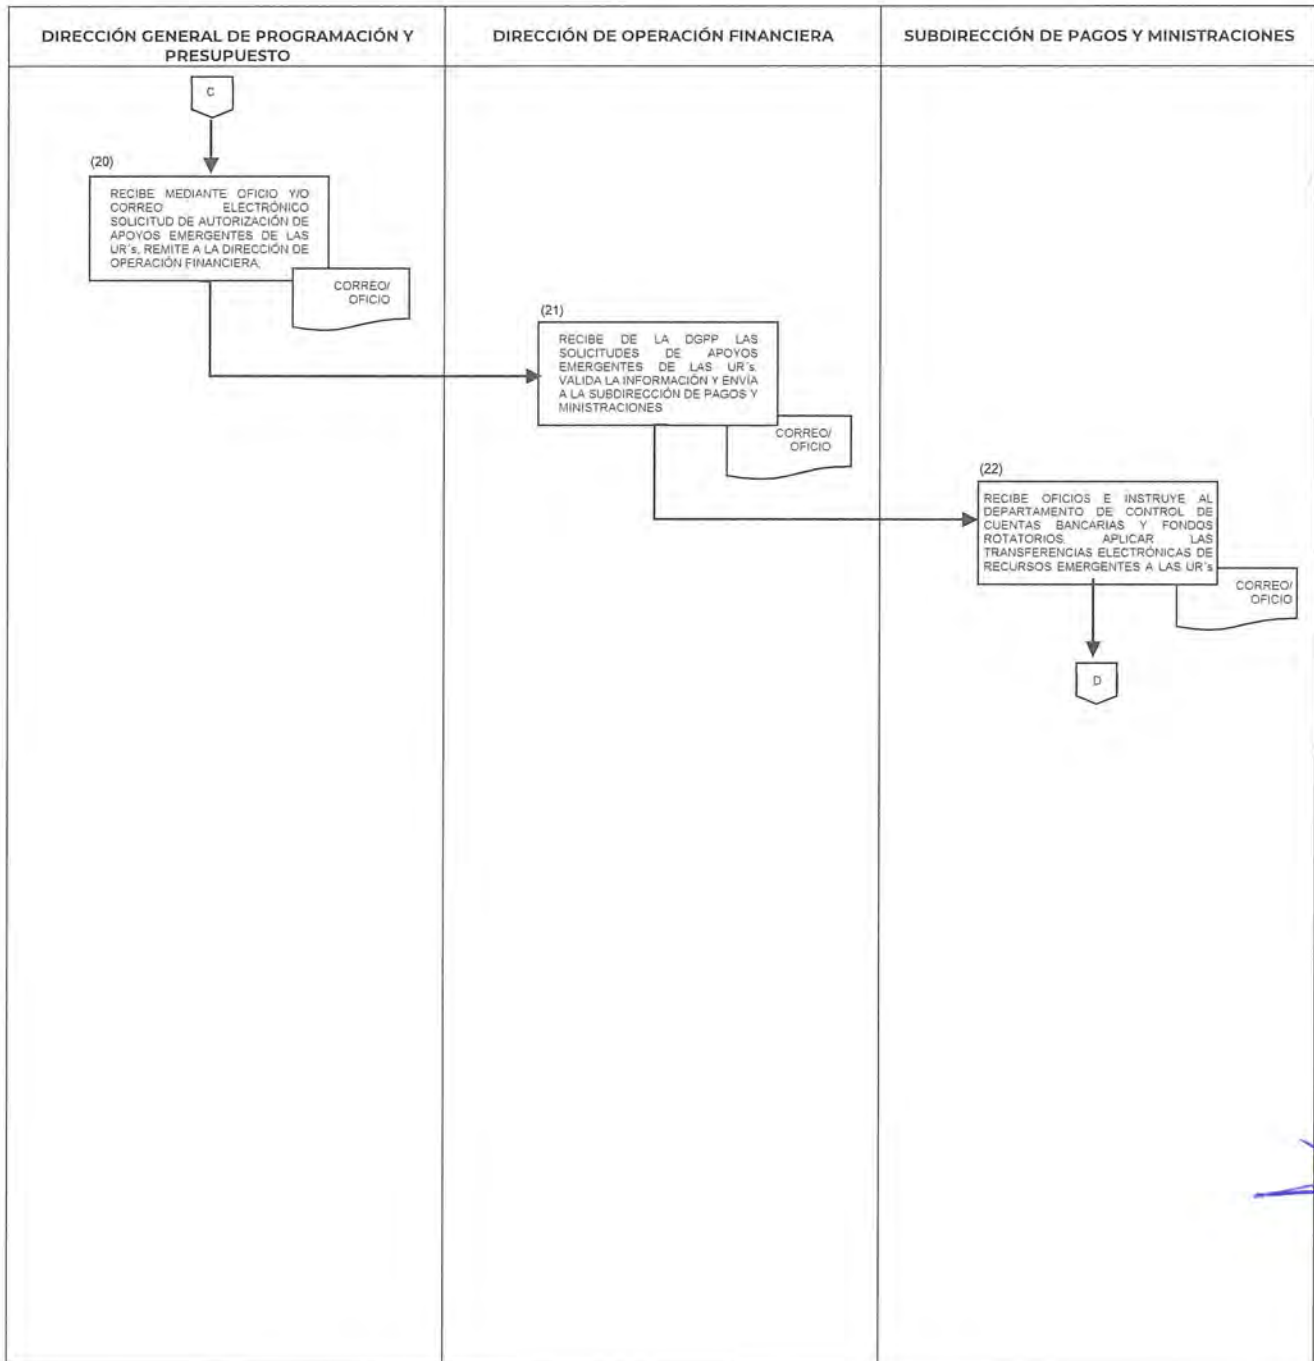 DIRECCIÓN GENERAL DE PROGRAMACIÓN Y
PRESUPUESTO
DIRECCIÓN DE OPERACIÓN FINANCIERA
SUBDIRECCIÓN DE PAGOS Y MINISTRACIONES
C
(20)
RECIBE MEDIANTE OFICIO Y/O
CORREO ELECTRÓNICO
SOLICITUD DE AUTORIZACIÓN DE
APOYOS EMERGENTES DE LAS
UR´s, REMITE A LA DIRECCIÓN DE
OPERACIÓN FINANCIERA,
CORREO/
OFICIO
(21)
RECIBE DE LA DGPP LAS
SOLICITUDES DE APOYOS
EMERGENTES DE LAS UR´s
VALIDA LA INFORMACIÓN Y ENVÍA
A LA SUBDIRECCIÓN DE PAGOS Y
MINISTRACIONES
CORREO/
OFICIO
(22)
RECIBE OFICIOS E INSTRUYE AL
DEPARTAMENTO DE CONTROL DE
CUENTAS BANCARIAS Y FONDOS
ROTATORIOS, APLICAR LAS
TRANSFERENCIAS ELECTRÓNICAS DE
RECURSOS EMERGENTES A LAS UR´s
CORREO/
OFICIO
D